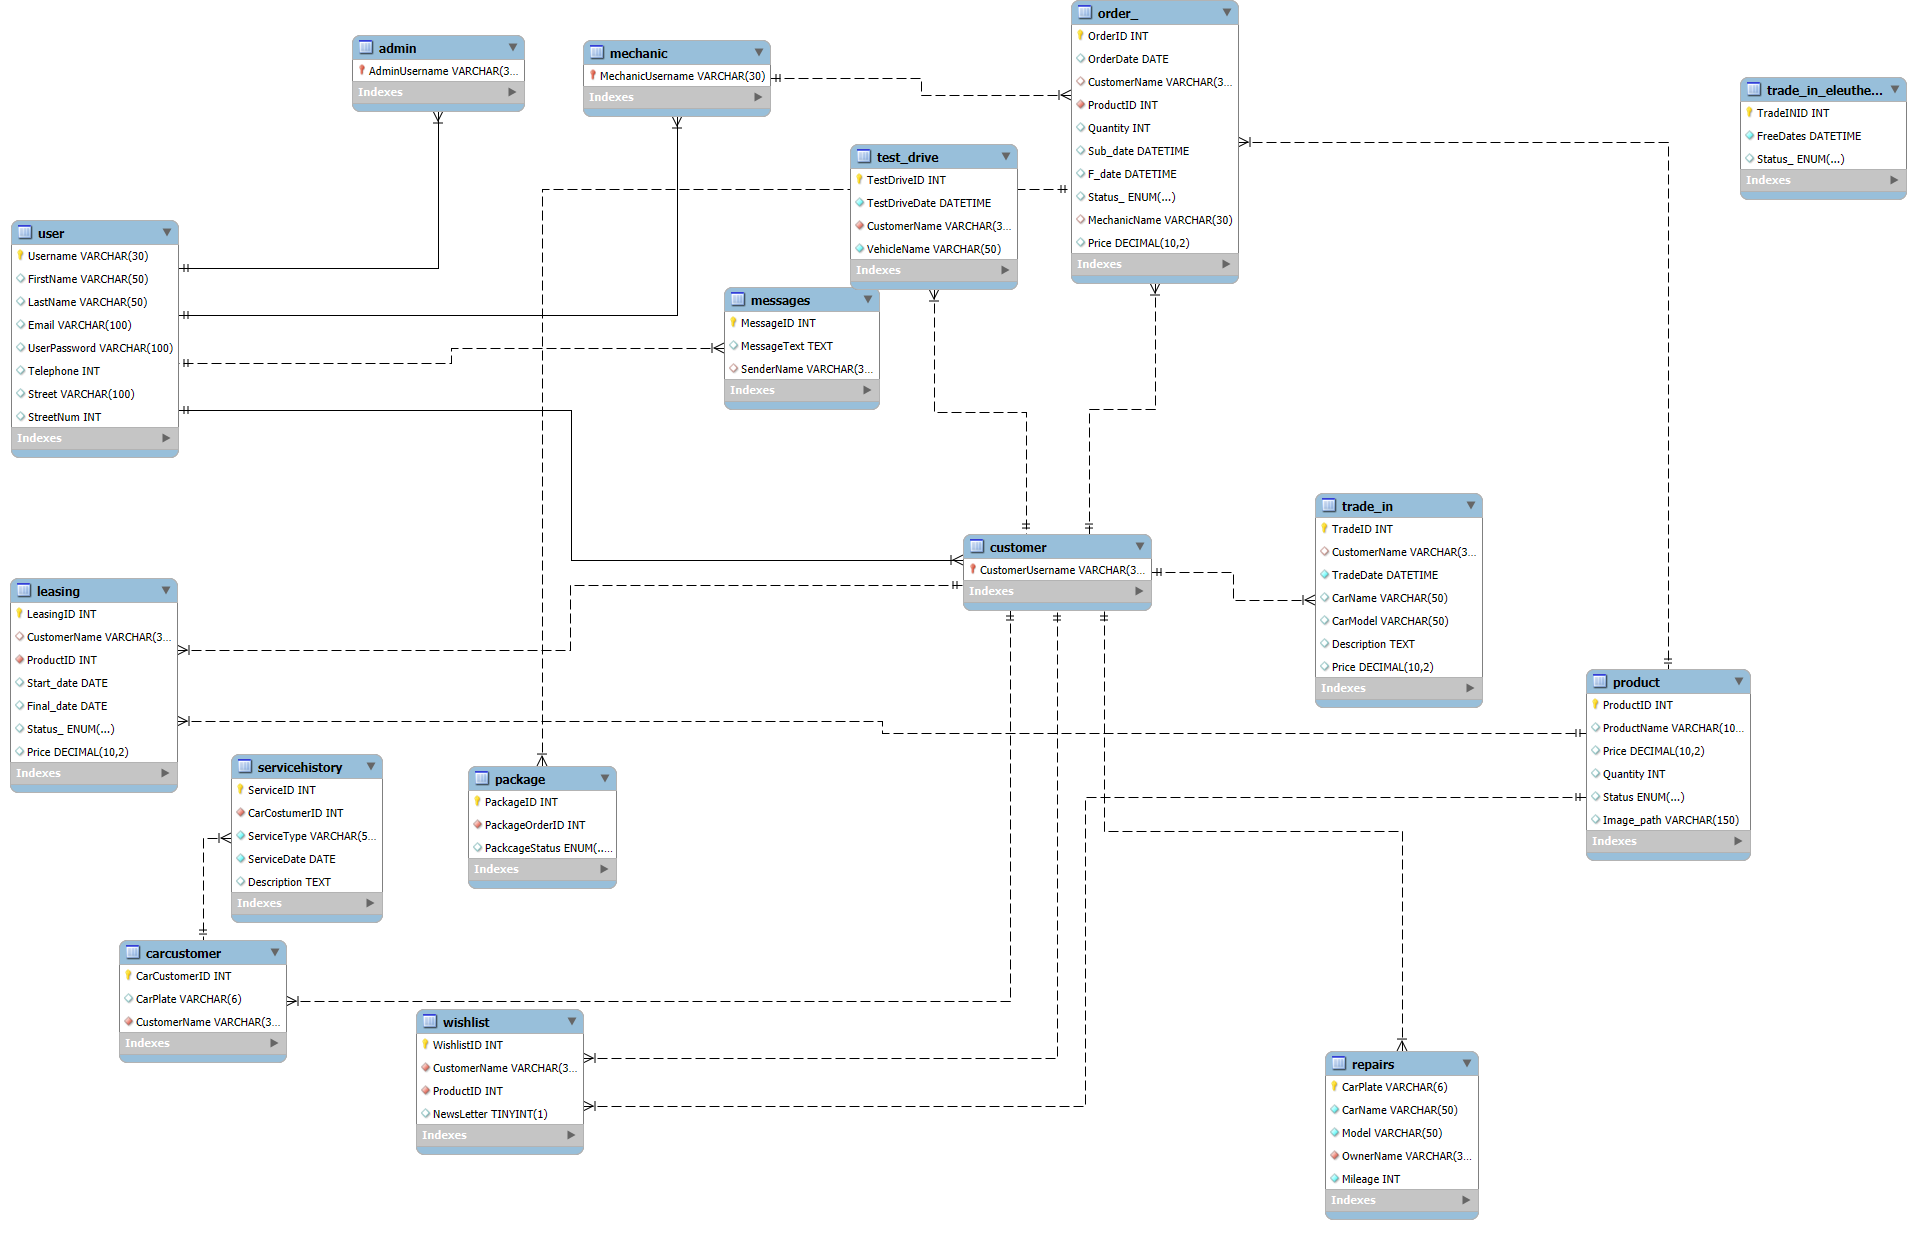 admin
AdminUsername VARCHAR(3...
Indexes
mechanic
MechanicUsername VARCHAR(30)
Indexes
order_
OrderID INT
OrderDate DATE
CustomerName VARCHAR(3...
ProductID INT
Quantity INT
Sub_date DATETIME
F_date DATETIME
Status_ ENUM(...)
MechanicName VARCHAR(30)
Price DECIMAL(10,2)
Indexes
trade_in_eleuthe...
TradeINID INT
FreeDates DATETIME
Status_ ENUM(...)
Indexes
test_drive
TestDriveID INT
TestDriveDate DATETIME
CustomerName VARCHAR(3...
VehicleName VARCHAR(50)
Indexes
user
Username VARCHAR(30)
FirstName VARCHAR(50)
LastName VARCHAR(50)
Email VARCHAR(100)
UserPassword VARCHAR(100)
Telephone INT
Street VARCHAR(100)
StreetNum INT
Indexes
messages
MessageID INT
MessageText TEXT
SenderName VARCHAR(3...
Indexes
customer
CustomerUsername VARCHAR(3...
Indexes
trade_in
TradeID INT
CustomerName VARCHAR(3...
TradeDate DATETIME
CarName VARCHAR(50)
CarModel VARCHAR(50)
Description TEXT
Price DECIMAL(10,2)
Indexes
leasing
LeasingID INT
CustomerName VARCHAR(3...
ProductID INT
Start_date DATE
Final_date DATE
Status_ ENUM(...)
Price DECIMAL(10,2)
Indexes
product
ProductID INT
ProductName VARCHAR(10...
Price DECIMAL(10,2)
Quantity INT
Status ENUM(...)
Image_path VARCHAR(150)
Indexes
servicehistory
ServiceID INT
CarCostumerID INT
ServiceType VARCHAR(5...
ServiceDate DATE
Description TEXT
Indexes
package
PackageID INT
PackageOrderID INT
PackcageStatus ENUM(.....
Indexes
carcustomer
CarCustomerID INT
CarPlate VARCHAR(6)
CustomerName VARCHAR(3...
Indexes
wishlist
WishlistID INT
CustomerName VARCHAR(3...
ProductID INT
NewsLetter TINYINT(1)
Indexes
repairs
CarPlate VARCHAR(6)
CarName VARCHAR(50)
Model VARCHAR(50)
OwnerName VARCHAR(3...
Mileage INT
Indexes